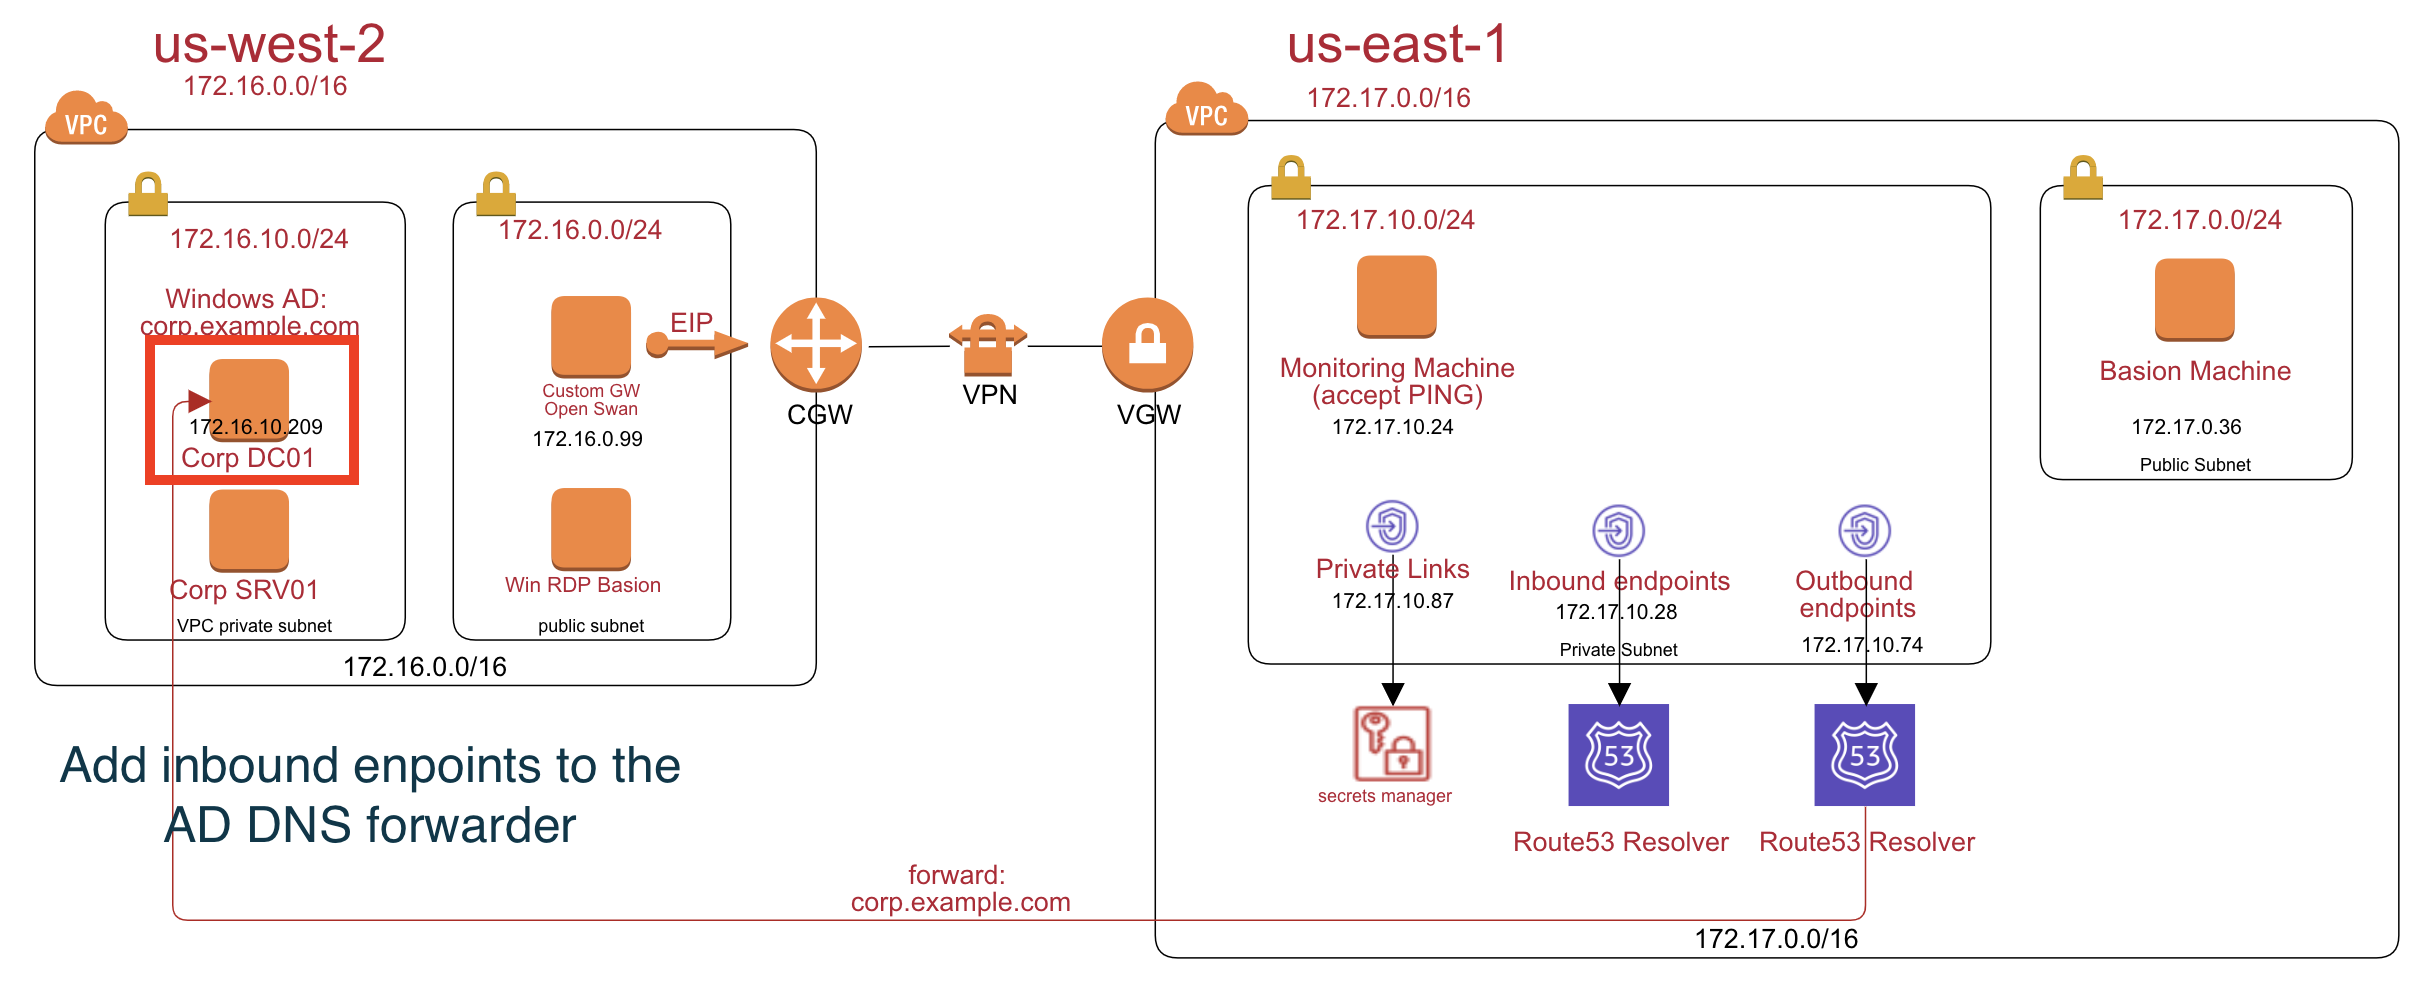 us-west-2
172.16.0.0/16
VPC
172.16.10.0/24
Windows AD:
corp.example.com
172.16.10.209
Corp DC01
Corp SRV01
VPC private subnet
172.16.0.0/24
EIP
Custom GW
Open Swan
172.16.0.99
Win RDP Basion
public subnet
172.16.0.0/16
CGW
VPN
VGW
us-east-1
172.17.0.0/16
VPC
172.17.10.0/24
Monitoring Machine
(accept PING)
172.17.10.24
Private Links
172.17.10.87
Inbound endpoints
172.17.10.28
Private Subnet
Outbound
endpoints
172.17.10.74
172.17.0.0/24
Basion Machine
172.17.0.36
Public Subnet
secrets manager
53
Route53 Resolver
53
Route53 Resolver
Add inbound enpoints to the
AD DNS forwarder
forward:
corp.example.com
172.17.0.0/16